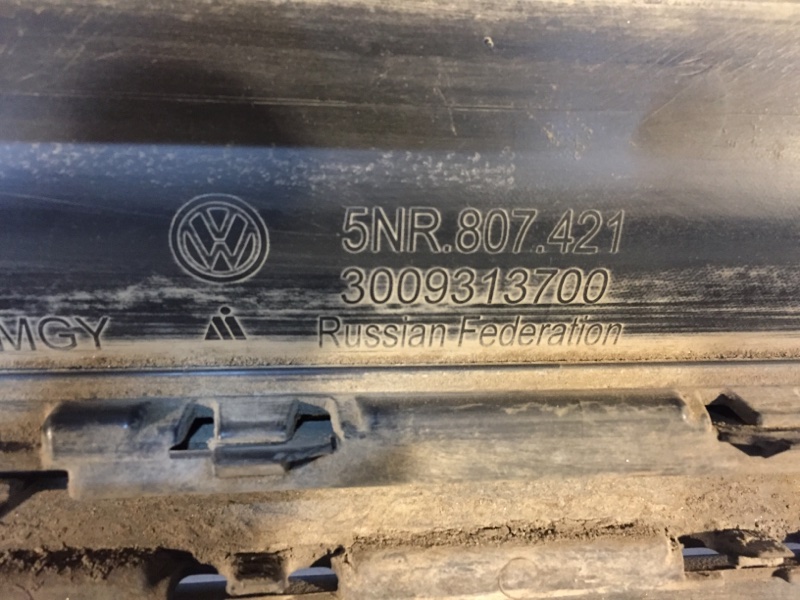 5NR.807.421
3009313700
MGY
Russian Federation